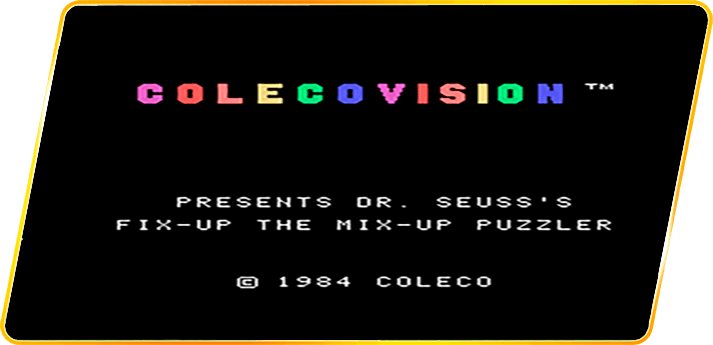 COLECOVISION™
PRESENTS DR. SEUSS'S
FIX-UP THE MIX-UP PUZZLER
© 1984 COLECO